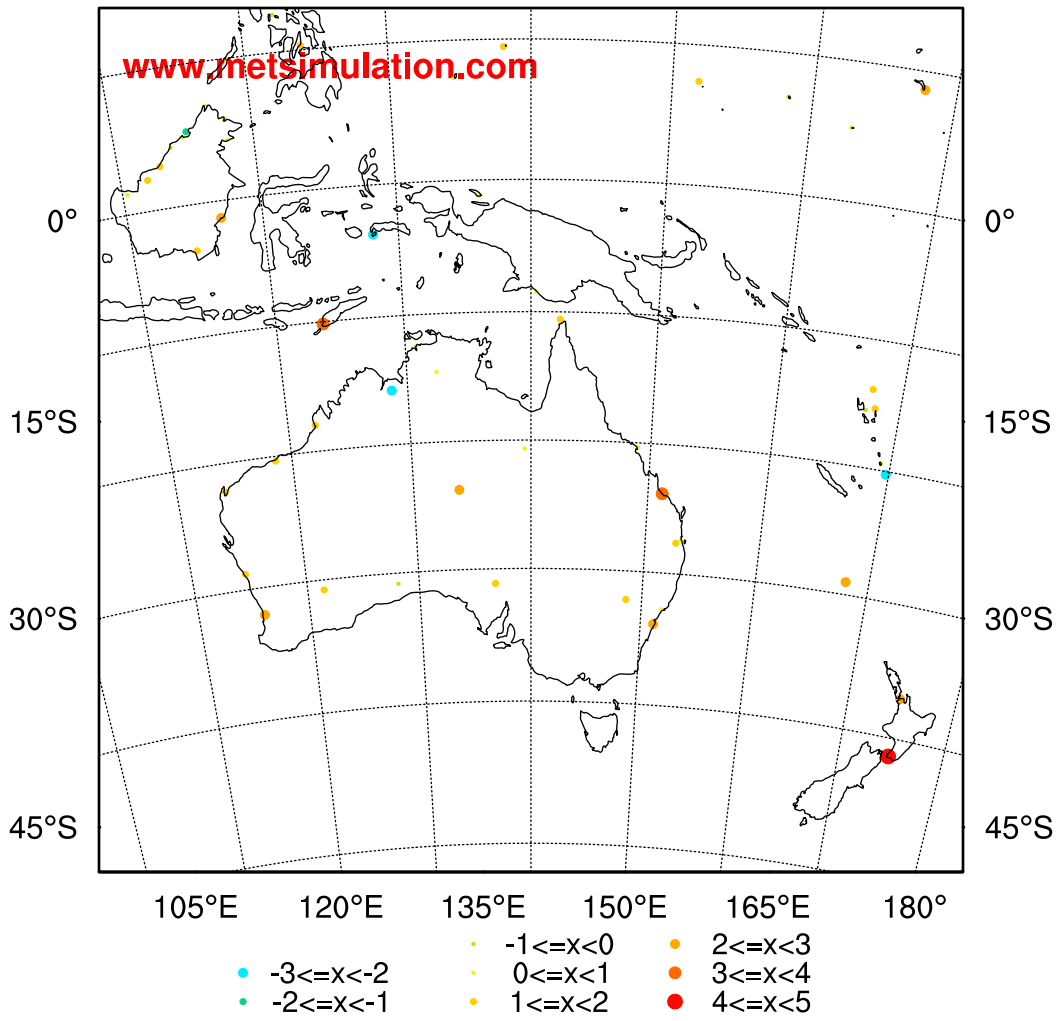 www.metsimulation.com
0° 0°
15°S 15°S
30°S 30°S
45°S 45°S
105°E 120°E 135°E 150°E 165°E 180°
-1<=x<0 2<=x<3
-3<=x<-2 0<=x<1 3<=x<4
-2<=x<-1 1<=x<2 4<=x<5